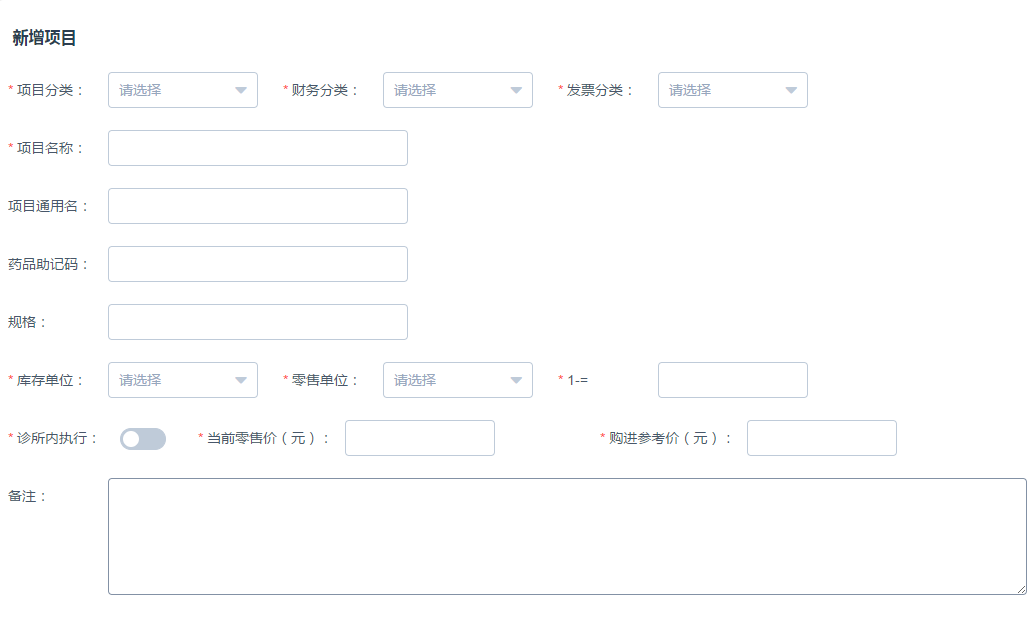 新增项目
* 项目分类： 请选择 * 财务分类： 请选择 * 发票分类： 请选择
* 项目名称：
项目通用名：
药品助记码：
规格：
* 库存单位： 请选择 * 零售单位： 请选择 * 1-=
* 诊所内执行： * 当前零售价（元）： * 购进参考价（元）：
备注：